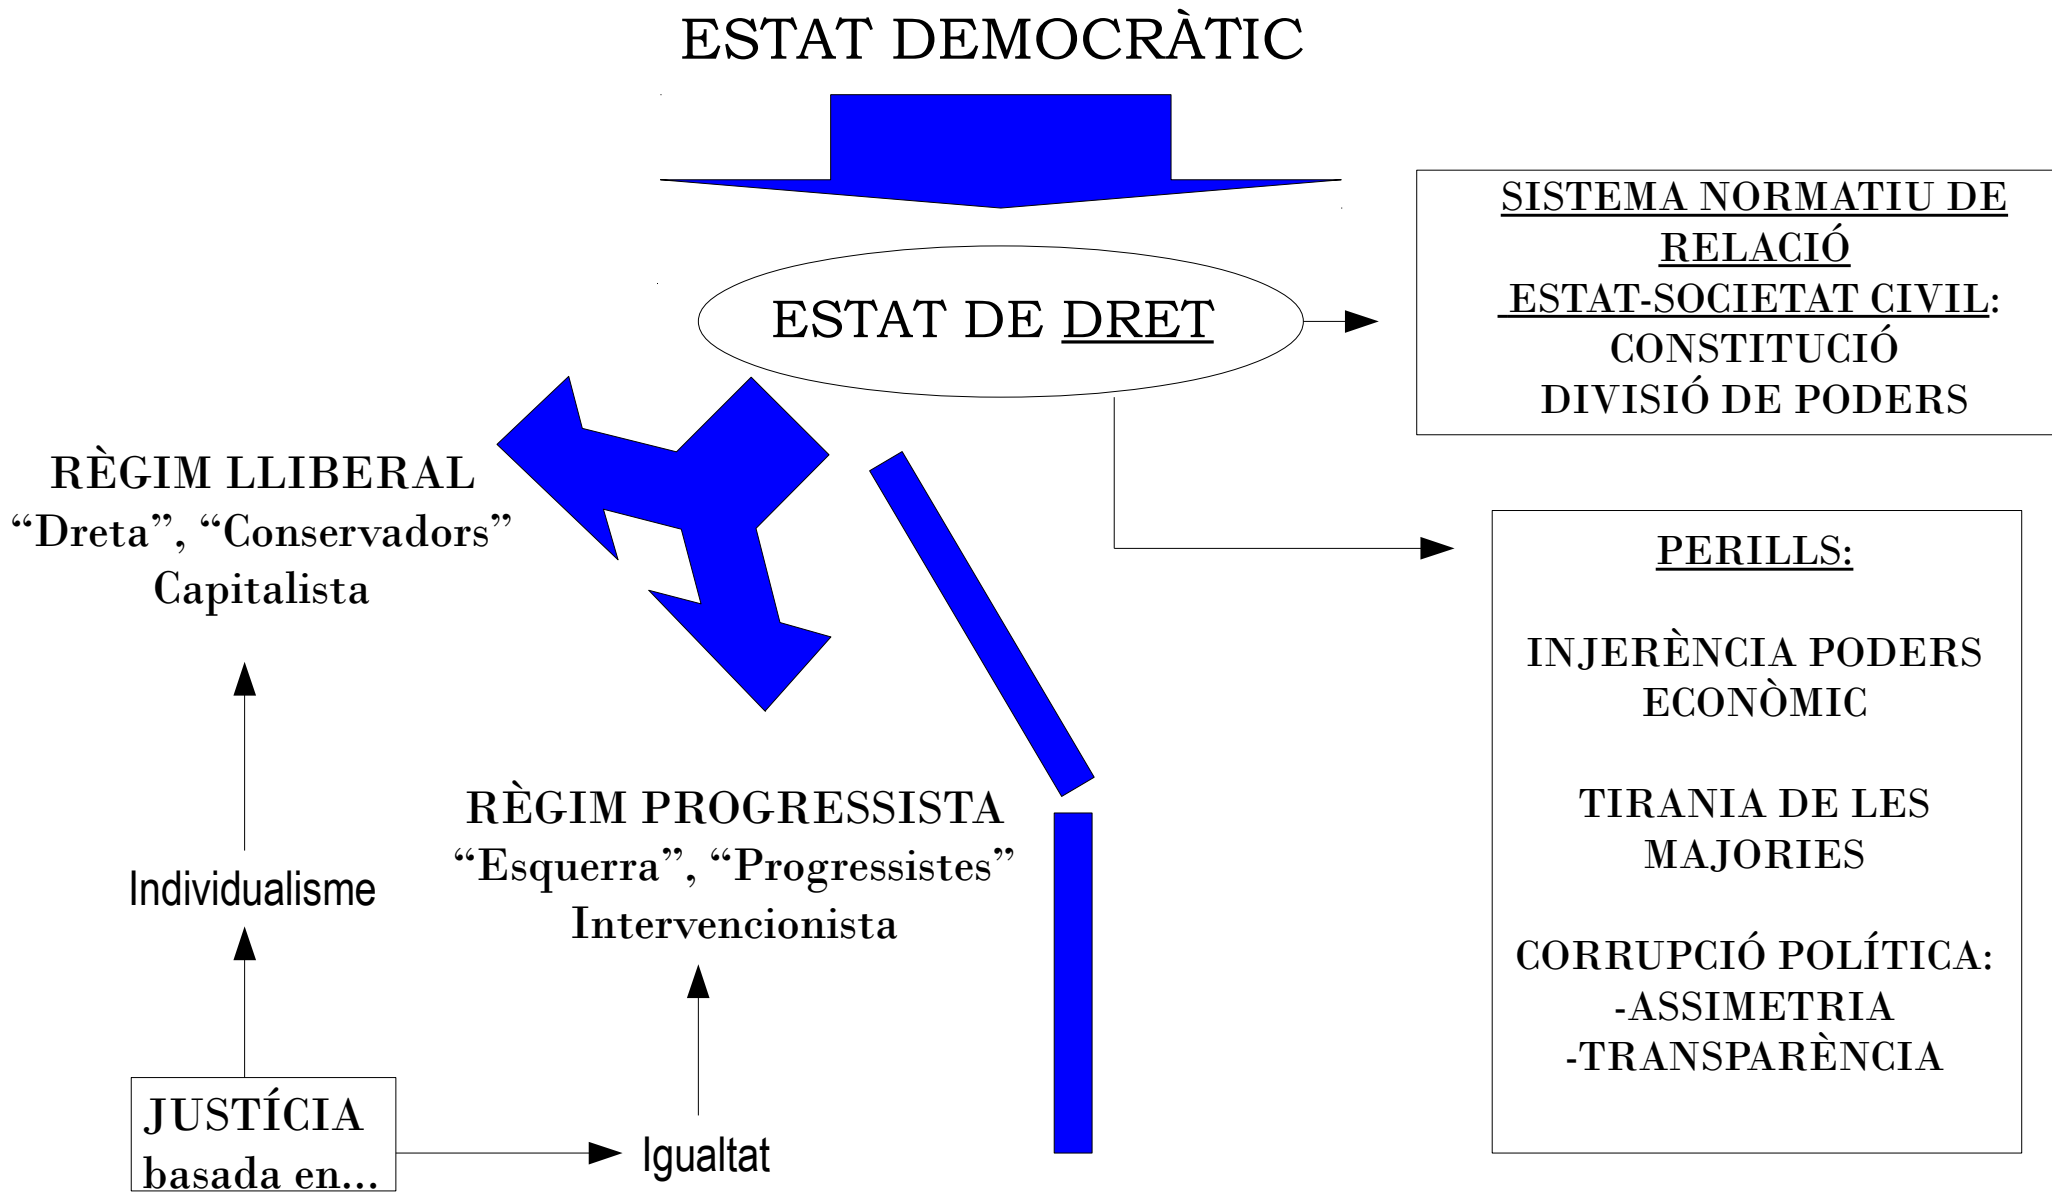 ESTAT DEMOCRÀTIC
ESTAT DE DRET
SISTEMA NORMATIU DE
RELACIÓ
ESTAT-SOCIETAT CIVIL:
CONSTITUCIÓ
DIVISIÓ DE PODERS
RÈGIM LLIBERAL
“Dreta”, “Conservadors”
Capitalista
PERILLS:
INJERÈNCIA PODERS
ECONÒMIC
TIRANIA DE LES
MAJORIES
CORRUPCIÓ POLÍTICA:
-ASSIMETRIA
-TRANSPARÈNCIA
RÈGIM PROGRESSISTA
“Esquerra”, “Progressistes”
Intervencionista
Individualisme
JUSTÍCIA
basada en...
Igualtat